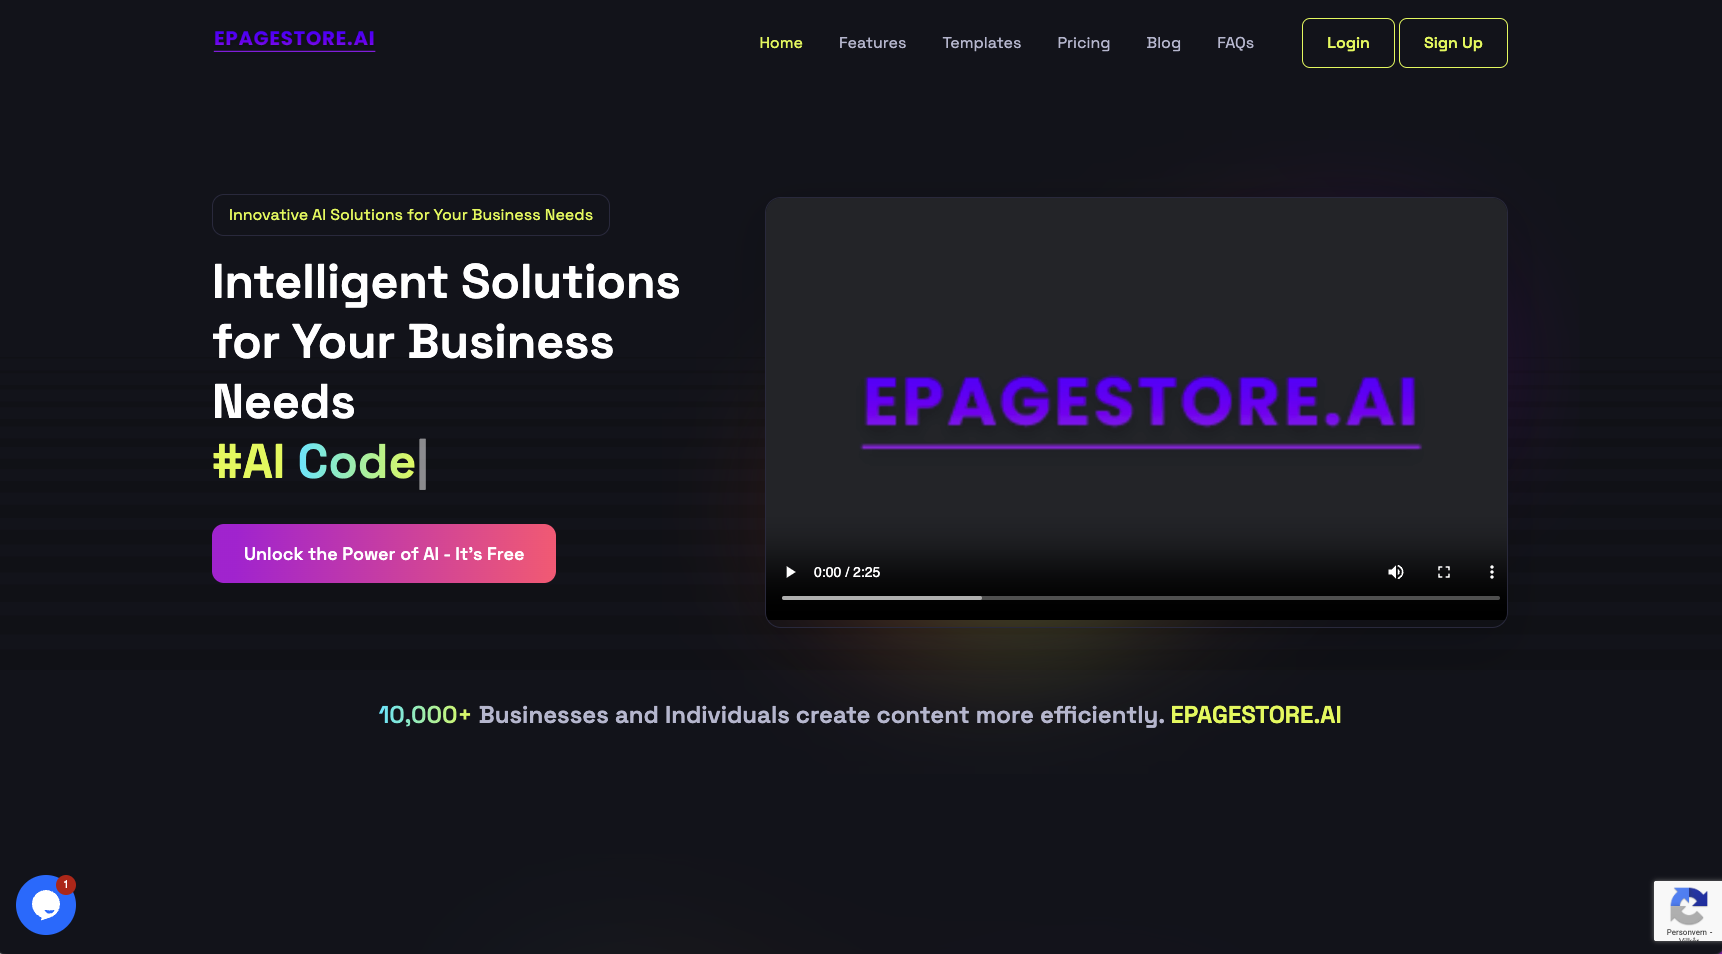 EPAGESTORE.AI
Home
Features
Templates
Pricing
Blog
FAQs
Login
Sign Up
Innovative AI Solutions for Your Business Needs
Intelligent Solutions
for Your Business
Needs
#AI Code
Unlock the Power of AI - It's Free
EPAGESTORE.AI
0:00 / 2:25
10,000+ Businesses and Individuals create content more efficiently. EPAGESTORE.AI
1
Personvern -